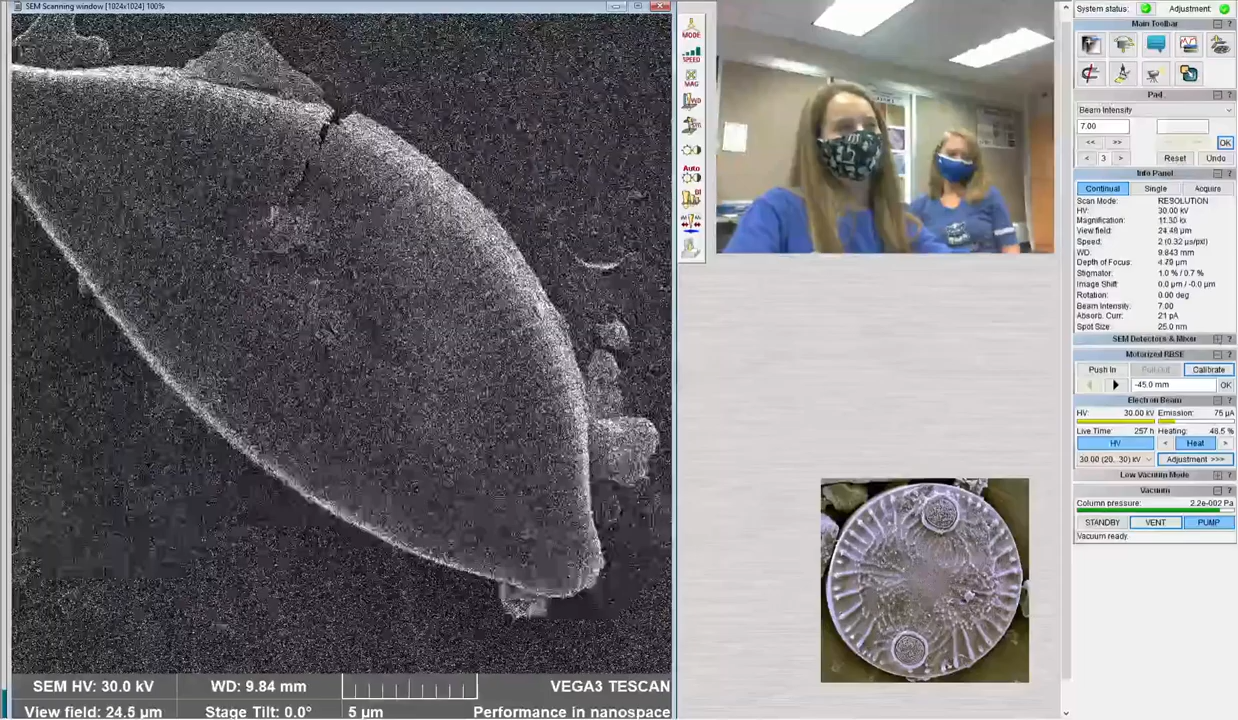 SEM Scanning window [1024x1024] 100%
MODE
SPEED
MAG
WD
Auto
System status:
Adjustment:
Main Toolbar
Pad
Beam Intensity
7.00
<< >>
OK
< 3 > Reset Undo
Info Panel
Continual Single Acquire
Scan Mode: RESOLUTION
HV: 30.00 kV
Magnification: 11.30 kx
View field: 24.48 µm
Speed: 2 (0.32 µs/pxl)
WD: 9.843 mm
Depth of Focus: 4.79 µm
Stigmator: 1.0 % / 0.7 %
Image Shift: 0.0 µm / -0.0 µm
Rotation: 0.00 deg
Beam Intensity: 7.00
Absorb. Curr: 21 pA
Spot Size: 25.0 nm
SEM Detectors & Mixer
Motorized RBSE
Push In Pull Out Calibrate
-45.0 mm OK
Electron Beam
HV: 30.00 kV Emission: 75 µA
Live Time: 257 h Heating: 48.5 %
HV < Heat >
30.00 (20.. 30) kV Adjustment >>>
Low Vacuum Mode
Vacuum
Column pressure: 2.2e-002 Pa
STANDBY VENT PUMP
Vacuum ready.
SEM HV: 30.0 kV WD: 9.84 mm VEGA3 TESCAN
View field: 24.5 µm Stage Tilt: 0.0° 5 µm Performance in nanospace